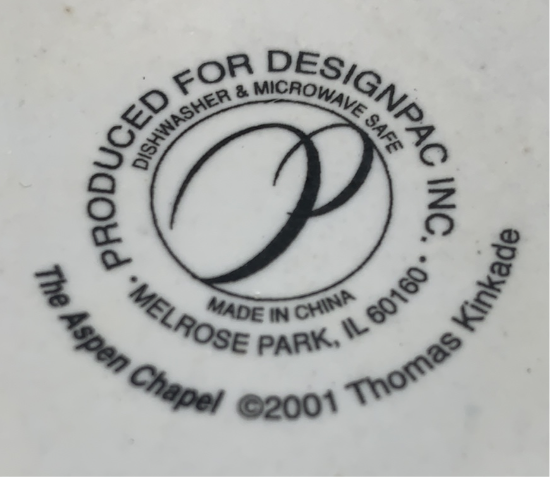 PRODUCED FOR DESIGNPAC INC.
DISHWASHER & MICROWAVE SAFE
P
MADE IN CHINA
· MELROSE PARK, IL 60160 ·
The Aspen Chapel ©2001 Thomas Kinkade